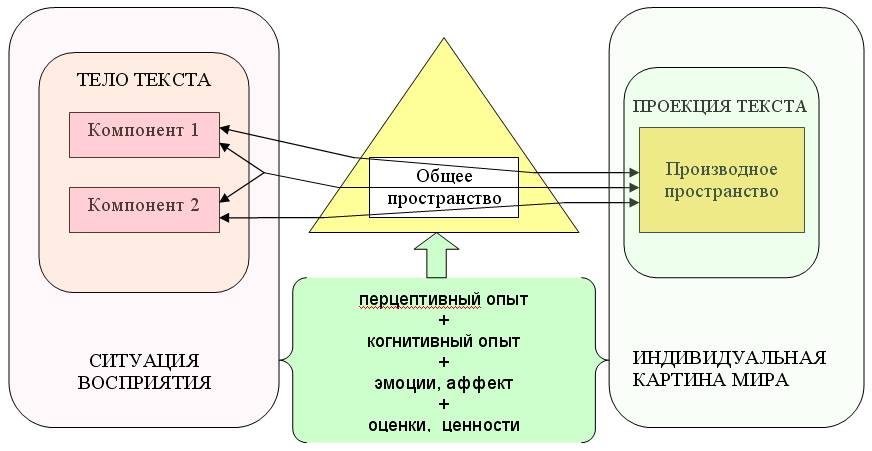 ТЕЛО ТЕКСТА
Компонент 1
Компонент 2
СИТУАЦИЯ
ВОСПРИЯТИЯ
Общее
пространство
перцептивный опыт
+
когнитивный опыт
+
эмоции, аффект
+
оценки, ценности
ПРОЕКЦИЯ ТЕКСТА
Производное
пространство
ИНДИВИДУАЛЬНАЯ
КАРТИНА МИРА